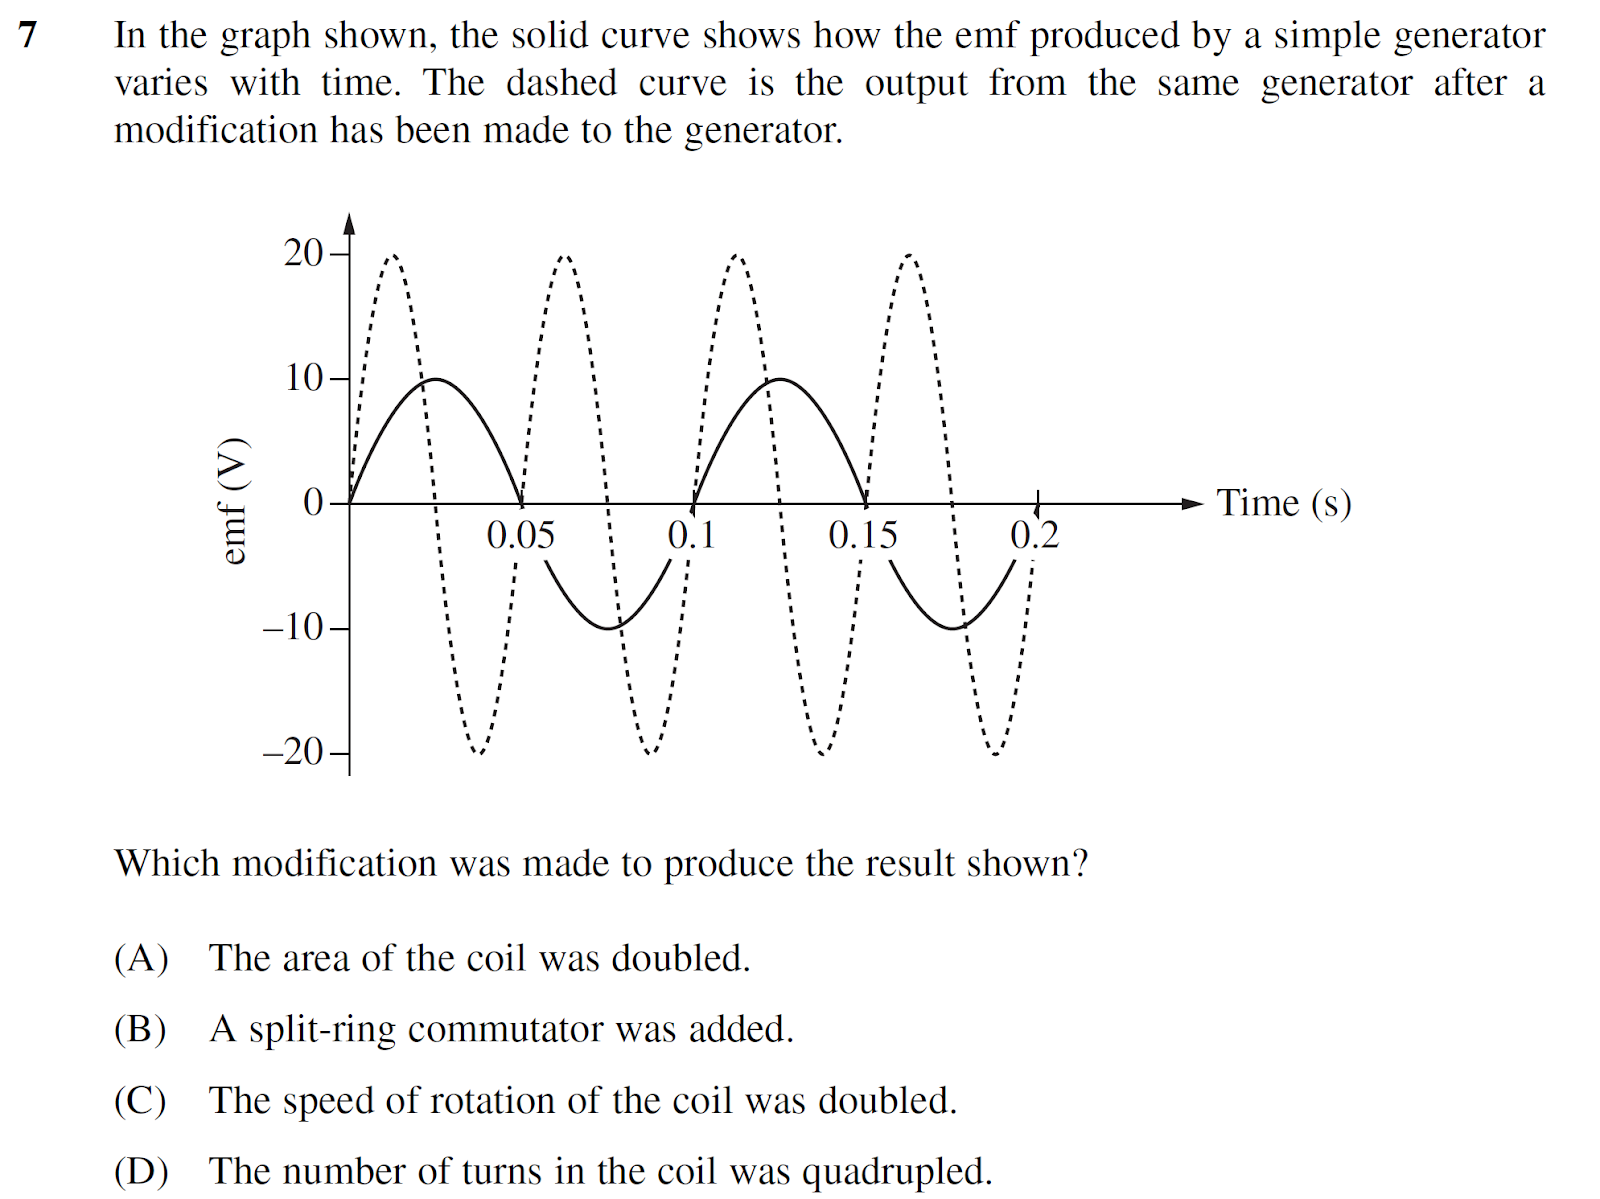 7 In the graph shown, the solid curve shows how the emf produced by a simple generator
varies with time. The dashed curve is the output from the same generator after a
modification has been made to the generator.
20
10
0
–10
–20
emf (V)
0.05 0.1 0.15 0.2
Time (s)
Which modification was made to produce the result shown?
(A) The area of the coil was doubled.
(B) A split-ring commutator was added.
(C) The speed of rotation of the coil was doubled.
(D) The number of turns in the coil was quadrupled.